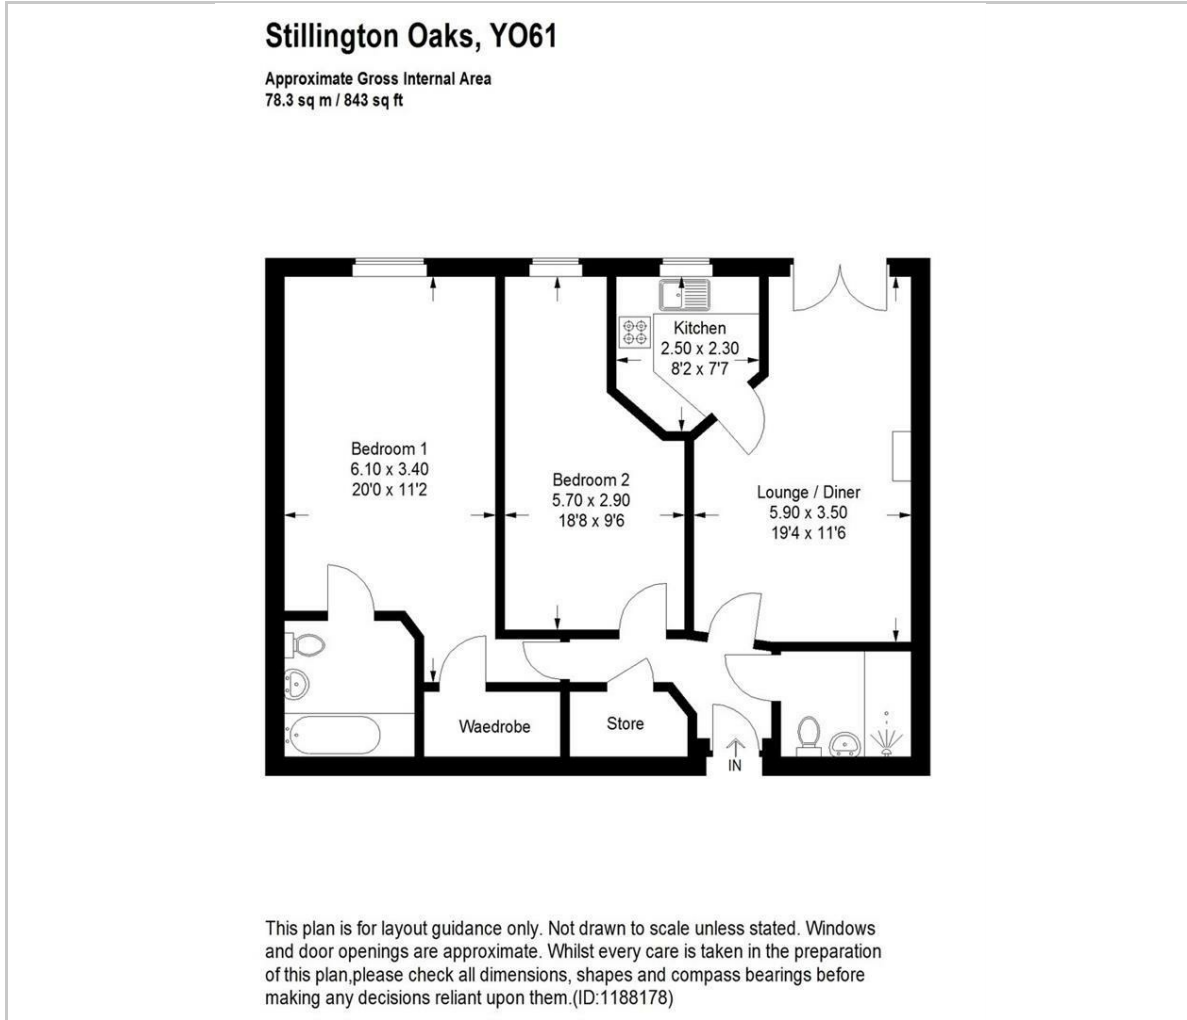 Stillington Oaks, YO61
Approximate Gross Internal Area
78.3 sq m / 843 sq ft
Kitchen
2.50 x 2.30
8'2 x 7'7
Bedroom 1
6.10 x 3.40
20'0 x 11'2
Bedroom 2
5.70 x 2.90
18'8 x 9'6
Lounge / Diner
5.90 x 3.50
19'4 x 11'6
Waedrobe
Store
IN
This plan is for layout guidance only. Not drawn to scale unless stated. Windows
and door openings are approximate. Whilst every care is taken in the preparation
of this plan,please check all dimensions, shapes and compass bearings before
making any decisions reliant upon them.(ID:1188178)